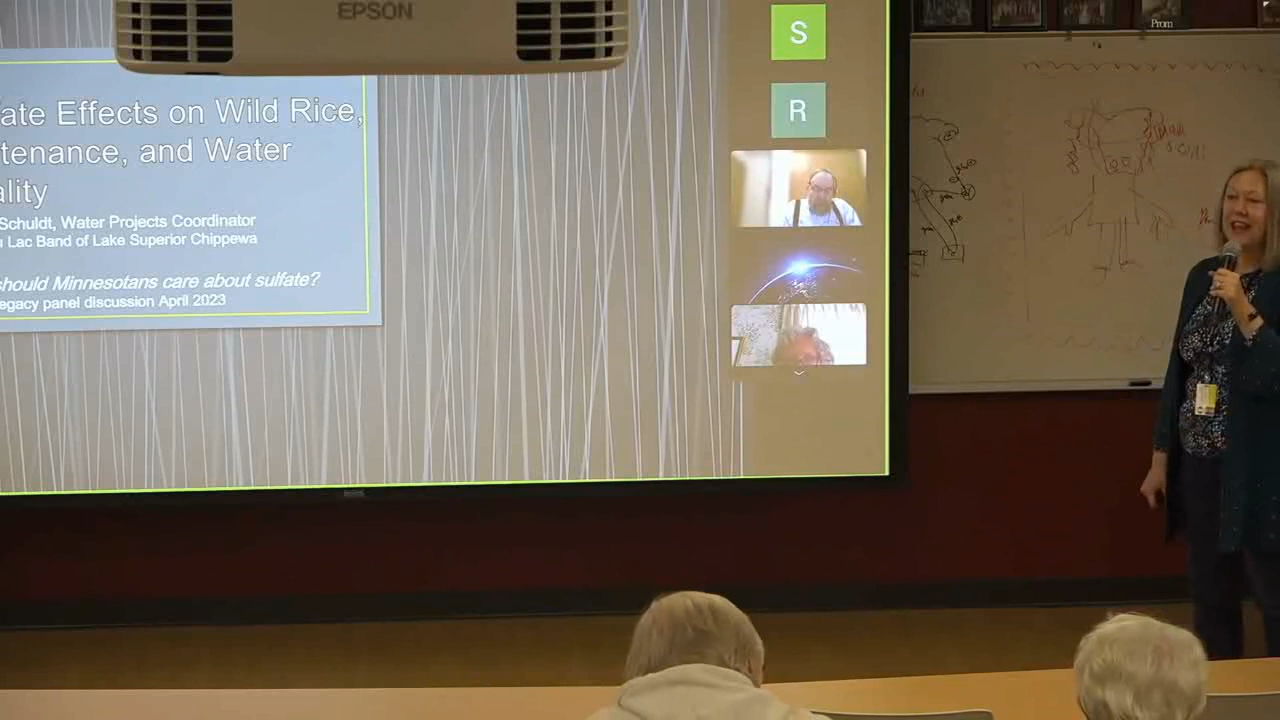 EPSON
ate Effects on Wild Rice,
tenance, and Water
ality
Schuldt, Water Projects Coordinator
Lac Band of Lake Superior Chippewa
should Minnesotans care about sulfate?
egacy panel discussion April 2023
S
R
Prom